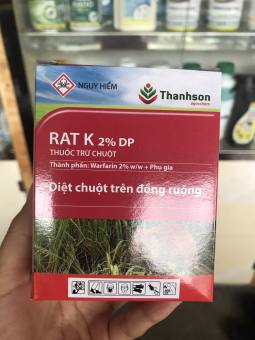 NGUY HIỂM
Thanhson
agrochem
RAT K 2% DP
THUỐC TRỪ CHUỘT
Thành phần: Warfarin 2% w/w + Phụ gia
Diệt chuột trên đồng ruộng